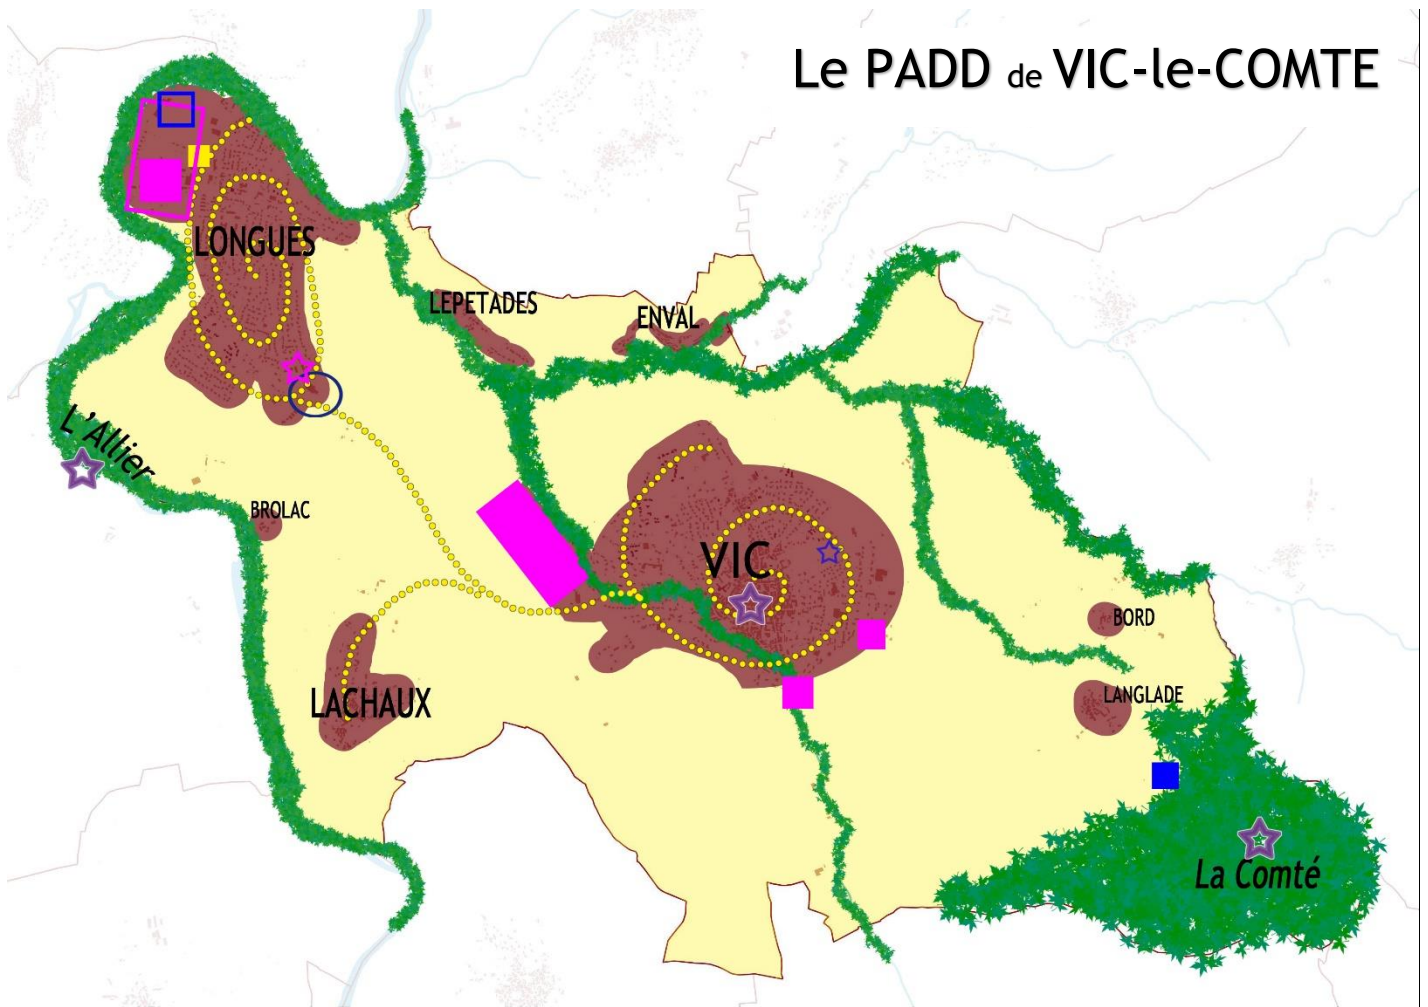 Le PADD de VIC-le-COMTE
LONGUES
LEPETADES
ENVAL
L'Allier
BROLAC
VIC
BORD
LACHAUX
LANGLADE
La Comté